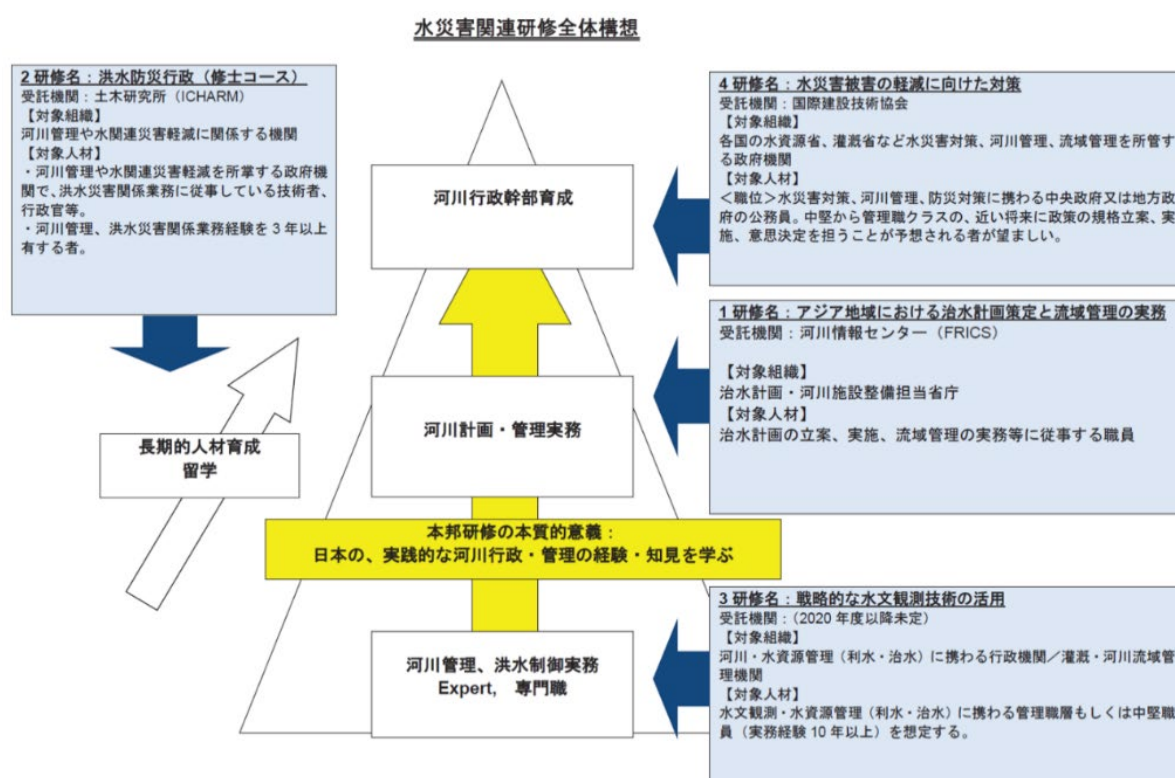 水災害関連研修全体構想
2 研修名：洪水防災行政（修士コース）
受託機関：土木研究所（ICHARM）
【対象組織】
河川管理や水関連災害軽減に関係する機関
【対象人材】
・河川管理や水関連災害軽減を所掌する政府機
関で、洪水災害関係業務に従事している技術者、
行政官等。
・河川管理、洪水災害関係業務経験を3年以上
有する者。
長期的人材育成
留学
河川行政幹部育成
河川計画・管理実務
本邦研修の本質的意義：
日本の、実践的な河川行政・管理の経験・知見を学ぶ
河川管理、洪水制御実務
Expert, 専門職
4 研修名：水災害被害の軽減に向けた対策
受託機関：国際建設技術協会
【対象組織】
各国の水資源省、灌漑省など水災害対策、河川管理、流域管理を所管す
る政府機関
【対象人材】
＜職位＞水災害対策、河川管理、防災対策に携わる中央政府又は地方政
府の公務員。中堅から管理職クラスの、近い将来に政策の規格立案、実
施、意思決定を担うことが予想される者が望ましい。
1 研修名：アジア地域における治水計画策定と流域管理の実務
受託機関：河川情報センター（FRICS）
【対象組織】
治水計画・河川施設整備担当省庁
【対象人材】
治水計画の立案、実施、流域管理の実務等に従事する職員
3 研修名：戦略的な水文観測技術の活用
受託機関：（2020 年度以降未定）
【対象組織】
河川・水資源管理（利水・治水）に携わる行政機関／灌漑・河川流域管
理機関
【対象人材】
水文観測・水資源管理（利水・治水）に携わる管理職層もしくは中堅職
員（実務経験 10 年以上）を想定する。